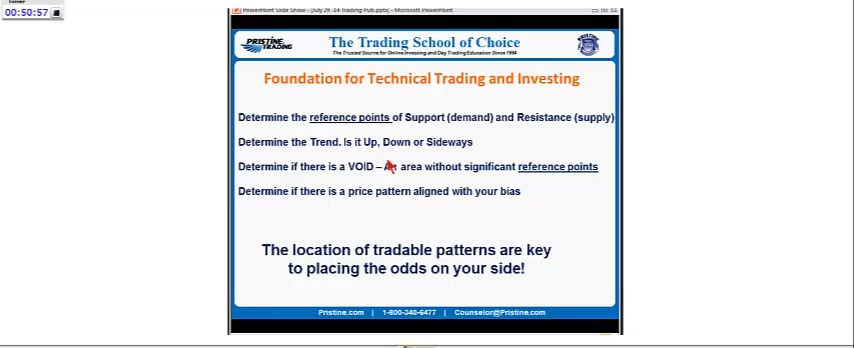 Timer
PowerPoint Slide Show - [July 29 -14 Trading Pub.pptx] - Microsoft PowerPoint
00:50:57
PRISTINE
TRADING
The Trading School of Choice
The Trusted Source for Online Investing and Day Trading Education Since 1994
PRISTINE
Foundation for Technical Trading and Investing
Determine the reference points of Support (demand) and Resistance (supply)
Determine the Trend. Is it Up, Down or Sideways
Determine if there is a VOID – An area without significant reference points
Determine if there is a price pattern aligned with your bias
The location of tradable patterns are key
to placing the odds on your side!
Pristine.com | 1-800-340-6477 | Counselor@Pristine.com